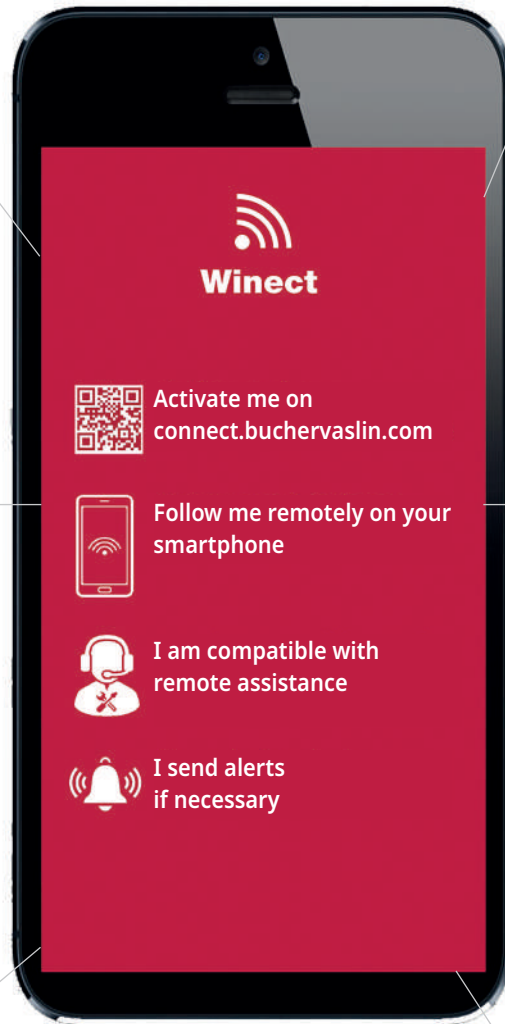 Winect
Activate me on
connect.buchervaslin.com
Follow me remotely on your
smartphone
I am compatible with
remote assistance
I send alerts
if necessary